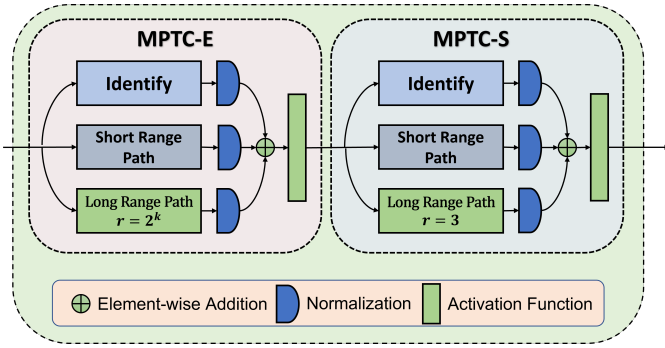 MPTC-E
Identify
Short Range
Path
Long Range Path
r = 2^k
MPTC-S
Identify
Short Range
Path
Long Range Path
r = 3
Element-wise Addition
Normalization
Activation Function